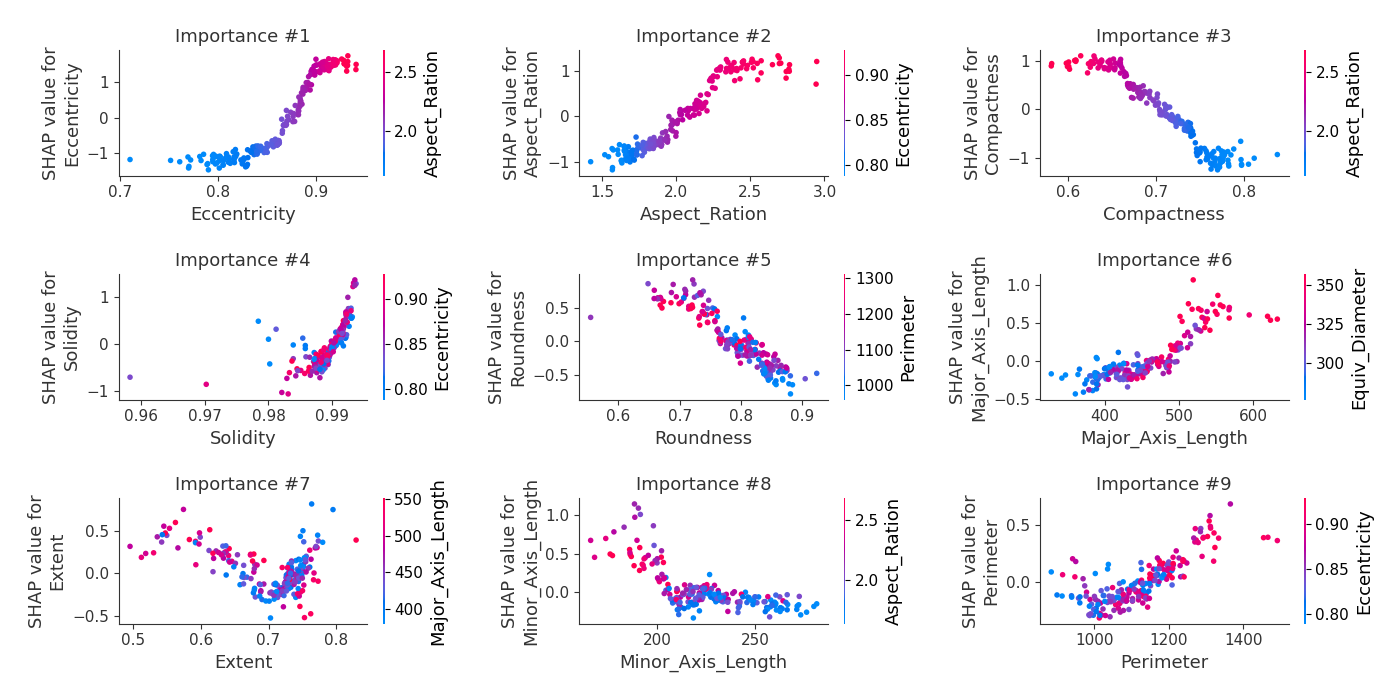 Importance #1
SHAP value for
Eccentricity
1
0
−1
0.7
0.8
0.9
Eccentricity
2.5
2.0
Aspect_Ration
Importance #2
SHAP value for
Aspect_Ration
1
0
−1
1.5
2.0
2.5
3.0
Aspect_Ration
0.90
0.85
0.80
Eccentricity
Importance #3
SHAP value for
Compactness
1
0
−1
0.6
0.7
0.8
Compactness
2.5
2.0
Aspect_Ration
Importance #4
SHAP value for
Solidity
1
0
−1
0.96
0.97
0.98
0.99
Solidity
0.90
0.85
0.80
Eccentricity
Importance #5
SHAP value for
Roundness
0.5
0.0
−0.5
0.6
0.7
0.8
0.9
Roundness
1300
1200
1100
1000
Perimeter
Importance #6
SHAP value for
Major_Axis_Length
1.0
0.5
0.0
−0.5
400
500
600
Major_Axis_Length
350
325
300
Equiv_Diameter
Importance #7
SHAP value for
Extent
0.5
0.0
−0.5
0.5
0.6
0.7
0.8
Extent
550
500
450
400
Major_Axis_Length
Importance #8
SHAP value for
Minor_Axis_Length
1.0
0.5
0.0
200
250
Minor_Axis_Length
2.5
2.0
Aspect_Ration
Importance #9
SHAP value for
Perimeter
0.5
0.0
1000
1200
1400
Perimeter
0.90
0.85
0.80
Eccentricity